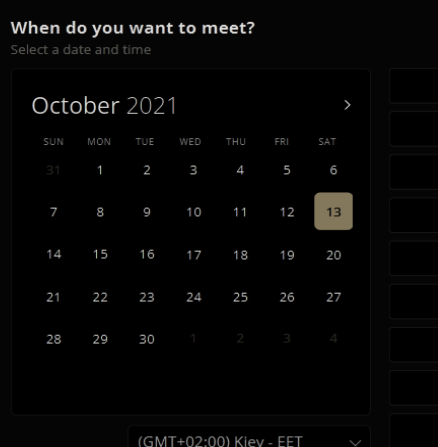 When do you want to meet?
Select a date and time
October 2021
SUN MON TUE WED THU FRI SAT
31 1 2 3 4 5 6
7 8 9 10 11 12 13
14 15 16 17 18 19 20
21 22 23 24 25 26 27
28 29 30 1 2 3 4
(GMT+02:00) Kiev - EET